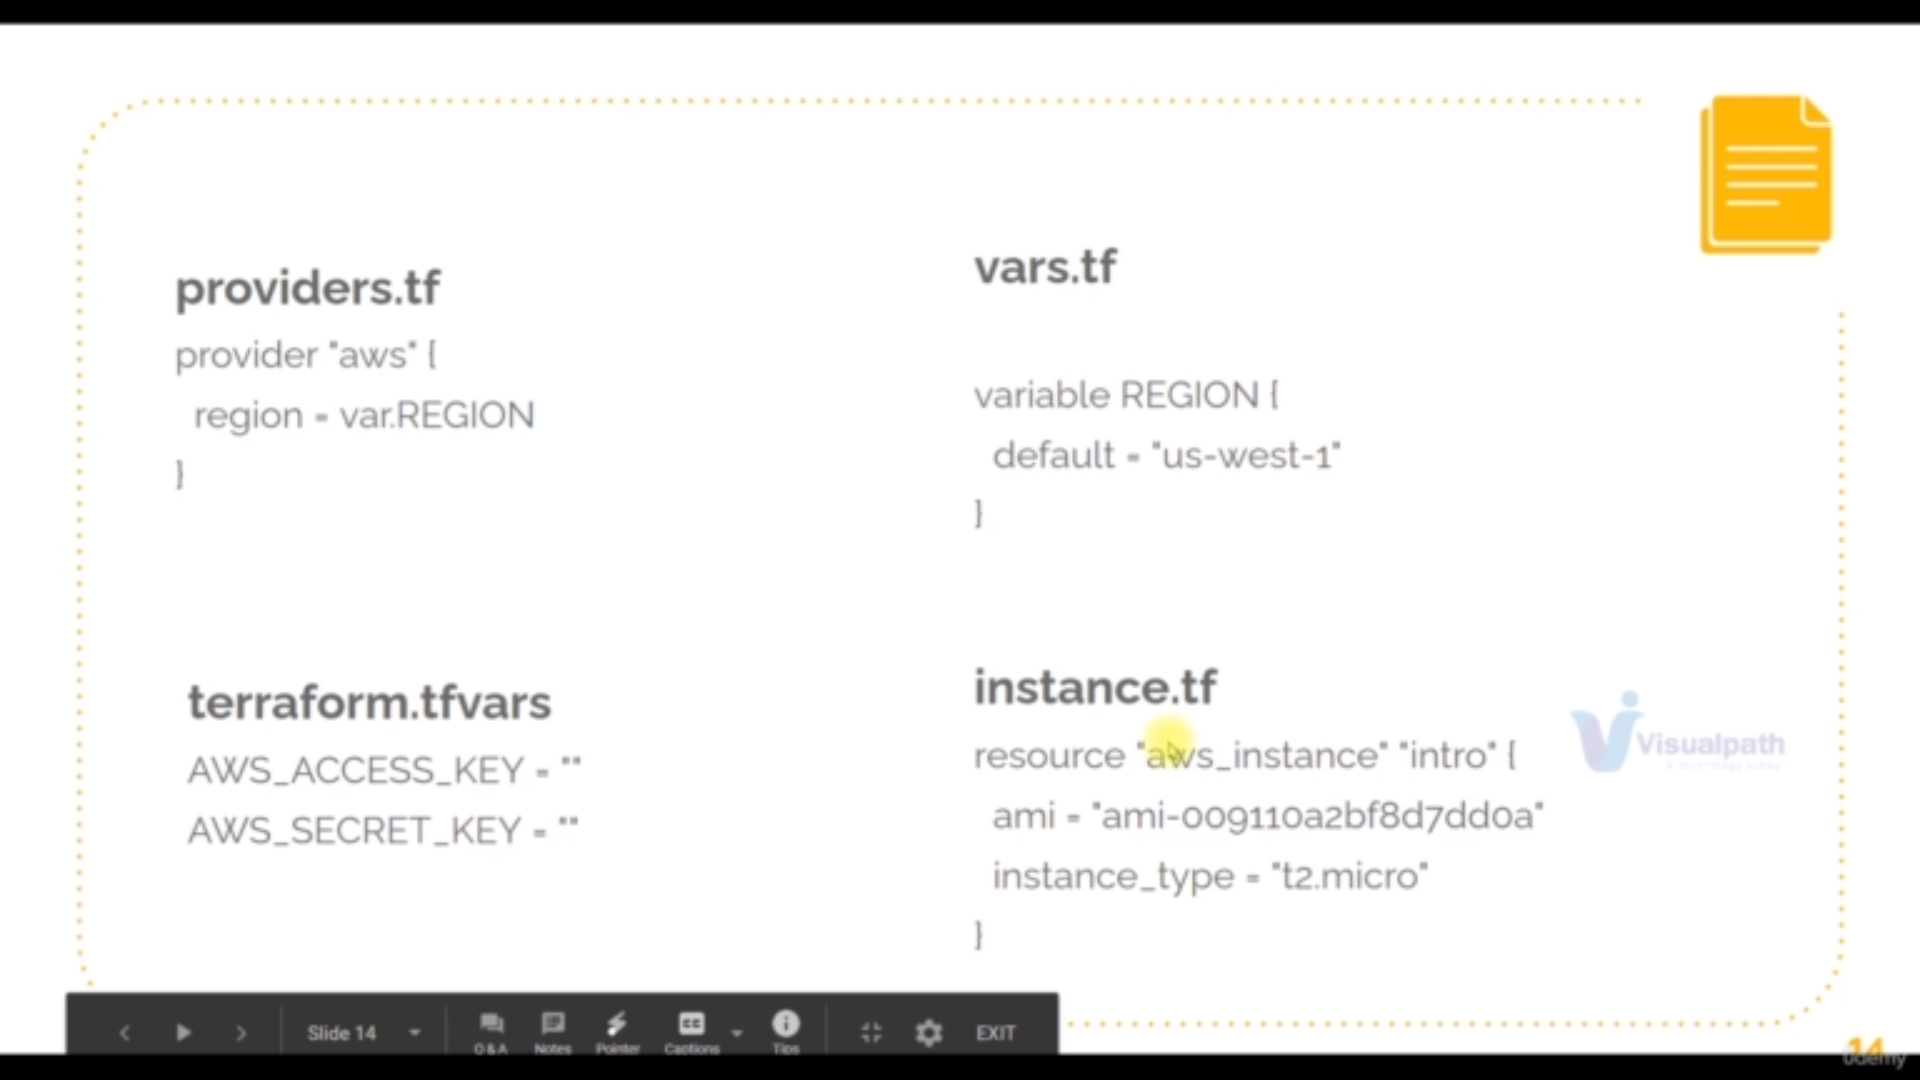 providers.tf
provider "aws" {
region = var.REGION
}
vars.tf
variable REGION {
default = "us-west-1"
}
terraform.tfvars
AWS_ACCESS_KEY = ""
AWS_SECRET_KEY = ""
instance.tf
resource "aws_instance" "intro" {
ami = "ami-009110a2bf8d7dd0a"
instance_type = "t2.micro"
}
Visualpath
Slide 14
Q & A
Notes
Pointer
Captions
Tips
EXIT
14
udemy